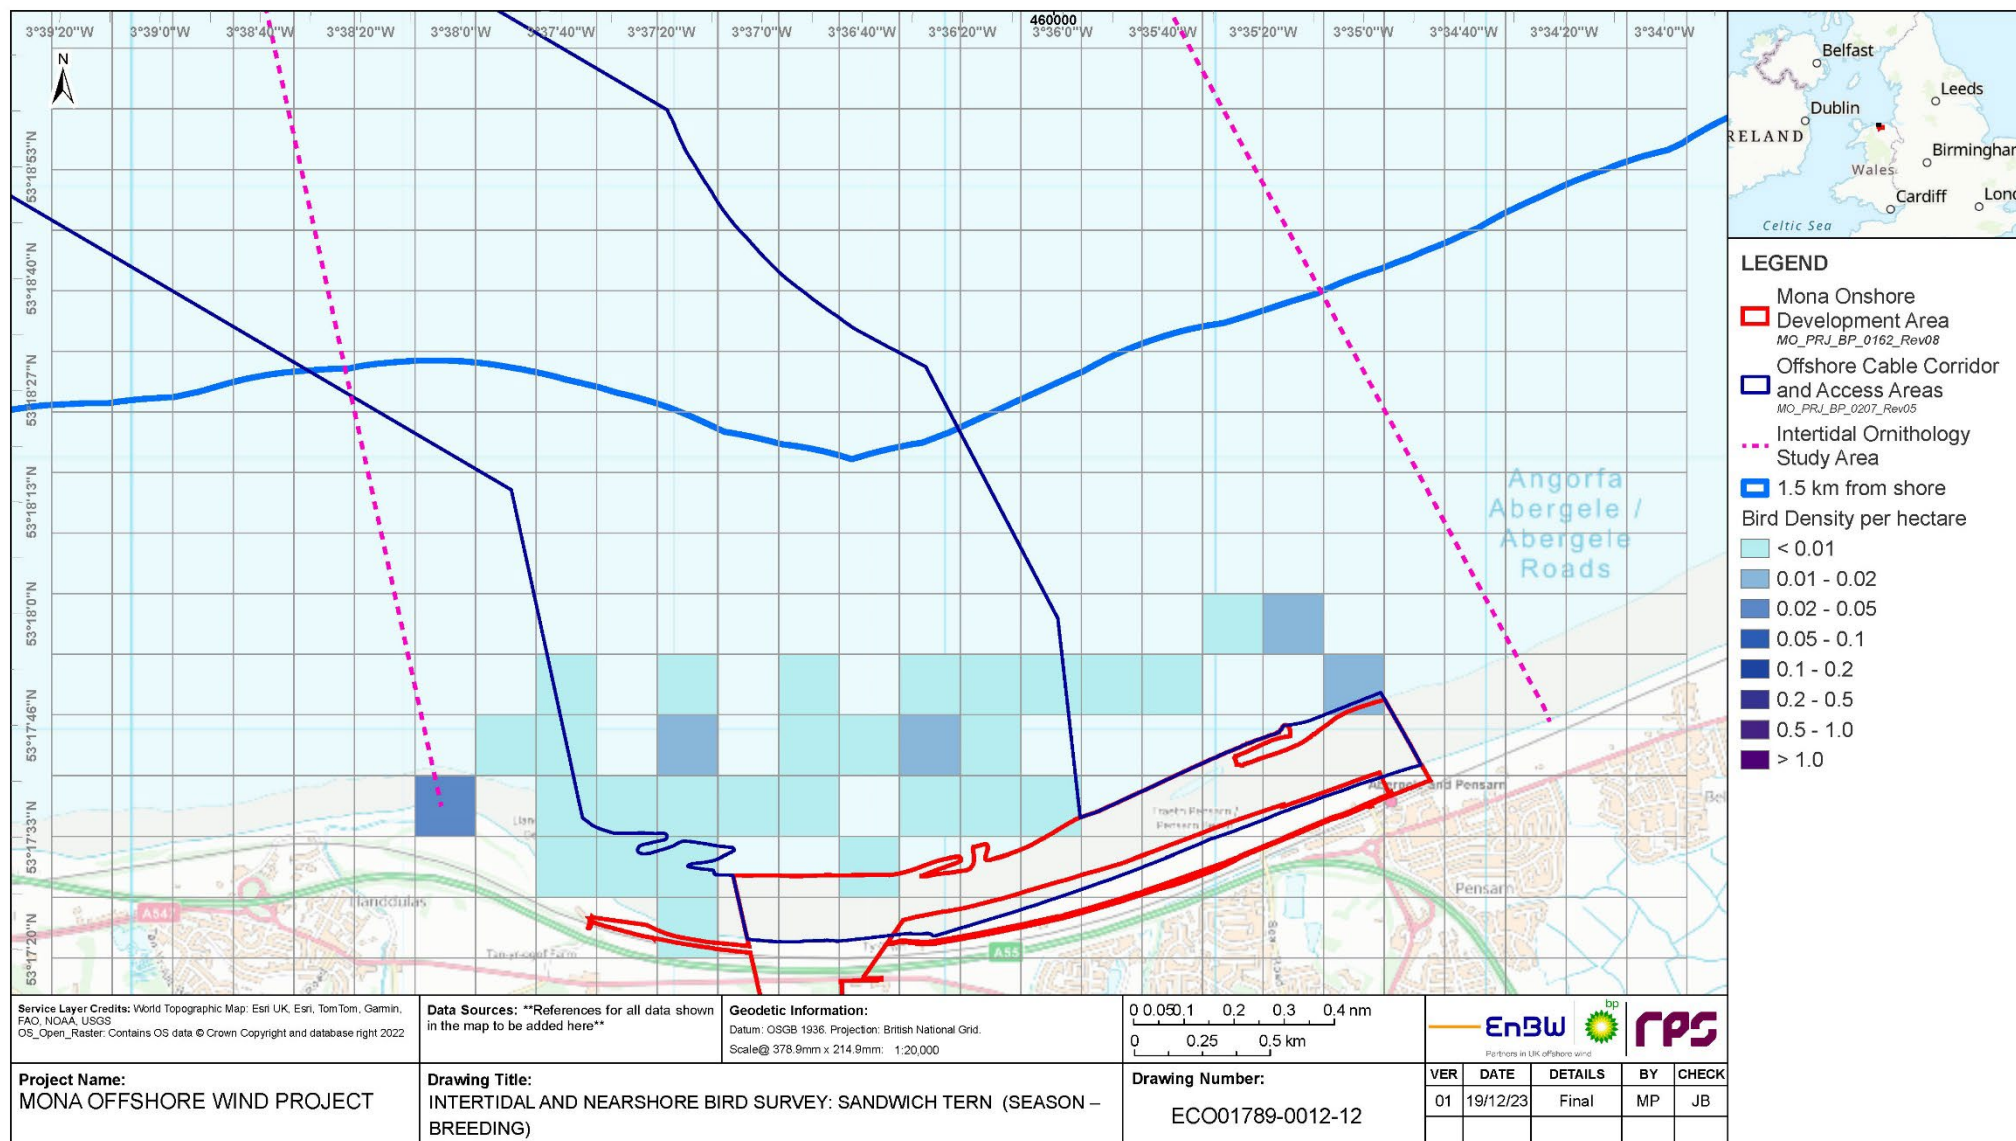 460000
3°39'20"W 3°39'0"W 3°38'40"W 3°38'20"W 3°38'0"W 3°37'40"W 3°37'20"W 3°37'0"W 3°36'40"W 3°36'20"W 3°36'0"W 3°35'40"W 3°35'20"W 3°35'0"W 3°34'40"W 3°34'20"W 3°34'0"W
N
53°18'53"N
53°18'40"N
53°18'27"N
53°18'13"N
53°18'0"N
53°17'46"N
53°17'33"N
53°17'20"N
Angorfa
Abergele /
Abergele
Roads
Traeth Pensarn /
Pensarn
Abergele and Pensarn
Bel
Pensarn
Llanddulas
A547
A55
Belfast
Leeds
Dublin
RELAND
Birminghar
Wales
Cardiff
Lond
Celtic Sea
LEGEND
Mona Onshore
Development Area
MO_PRJ_BP_0162_Rev08
Offshore Cable Corridor
and Access Areas
MO_PRJ_BP_0207_Rev05
Intertidal Ornithology
Study Area
1.5 km from shore
Bird Density per hectare
< 0.01
0.01 - 0.02
0.02 - 0.05
0.05 - 0.1
0.1 - 0.2
0.2 - 0.5
0.5 - 1.0
> 1.0
Service Layer Credits: World Topographic Map: Esri UK, Esri, TomTom, Garmin,
FAO, NOAA, USGS
OS_Open_Raster: Contains OS data © Crown Copyright and database right 2022
Data Sources: **References for all data shown
in the map to be added here**
Geodetic Information:
Datum: OSGB 1936. Projection: British National Grid.
Scale@ 378.9mm x 214.9mm: 1:20,000
0 0.050.1 0.2 0.3 0.4 nm
0 0.25 0.5 km
EnBW
Partners in UK offshore wind
bp
rps
Project Name:
MONA OFFSHORE WIND PROJECT
Drawing Title:
INTERTIDAL AND NEARSHORE BIRD SURVEY: SANDWICH TERN (SEASON –
BREEDING)
Drawing Number:
ECO01789-0012-12
VER DATE DETAILS BY CHECK
01 19/12/23 Final MP JB